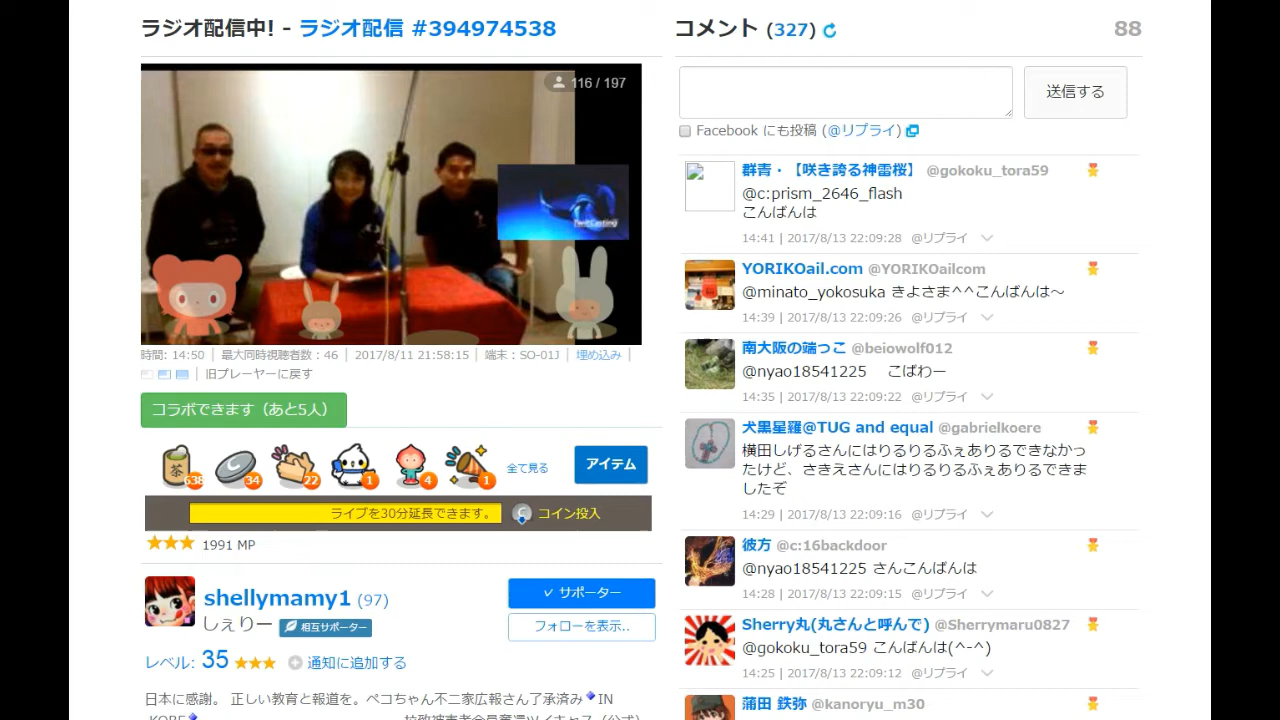 ラジオ配信中! - ラジオ配信 #394974538
116 / 197
TwitCasting
時間: 14:50 | 最大同時視聴者数 : 46 | 2017/8/11 21:58:15 | 端末 : SO-01J | 埋め込み |
| 旧プレーヤーに戻す
コラボできます（あと5人）
茶
638 34 22 1 4 1 全て見る アイテム
ライブを30分延長できます。 C コイン投入
1991 MP
shellymamy1 (97)
しぇりー 相互サポーター
✓ サポーター
フォローを表示..
レベル: 35 通知に追加する
日本に感謝。 正しい教育と報道を。ペコちゃん不二家広報さん了承済み IN
コメント (327) 88
送信する
Facebook にも投稿 (@リプライ)
群青・【咲き誇る神雷桜】 @gokoku_tora59
@c:prism_2646_flash
こんばんは
14:41 | 2017/8/13 22:09:28 @リプライ
YORIKOail.com @YORIKOailcom
@minato_yokosuka きよさま^^こんばんは～
14:39 | 2017/8/13 22:09:26 @リプライ
南大阪の端っこ @beiowolf012
@nyao18541225 こばわー
14:35 | 2017/8/13 22:09:22 @リプライ
犬黒星羅@TUG and equal @gabrielkoere
横田しげるさんにはりるりるふぇありるできなかっ
たけど、さきえさんにはりるりるふぇありるできま
したぞ
14:29 | 2017/8/13 22:09:16 @リプライ
彼方 @c:16backdoor
@nyao18541225 さんこんばんは
14:28 | 2017/8/13 22:09:15 @リプライ
Sherry丸(丸さんと呼んで) @Sherrymaru0827
@gokoku_tora59 こんばんは(^-^)
14:25 | 2017/8/13 22:09:12 @リプライ
蒲田 鉄弥 @kanoryu_m30